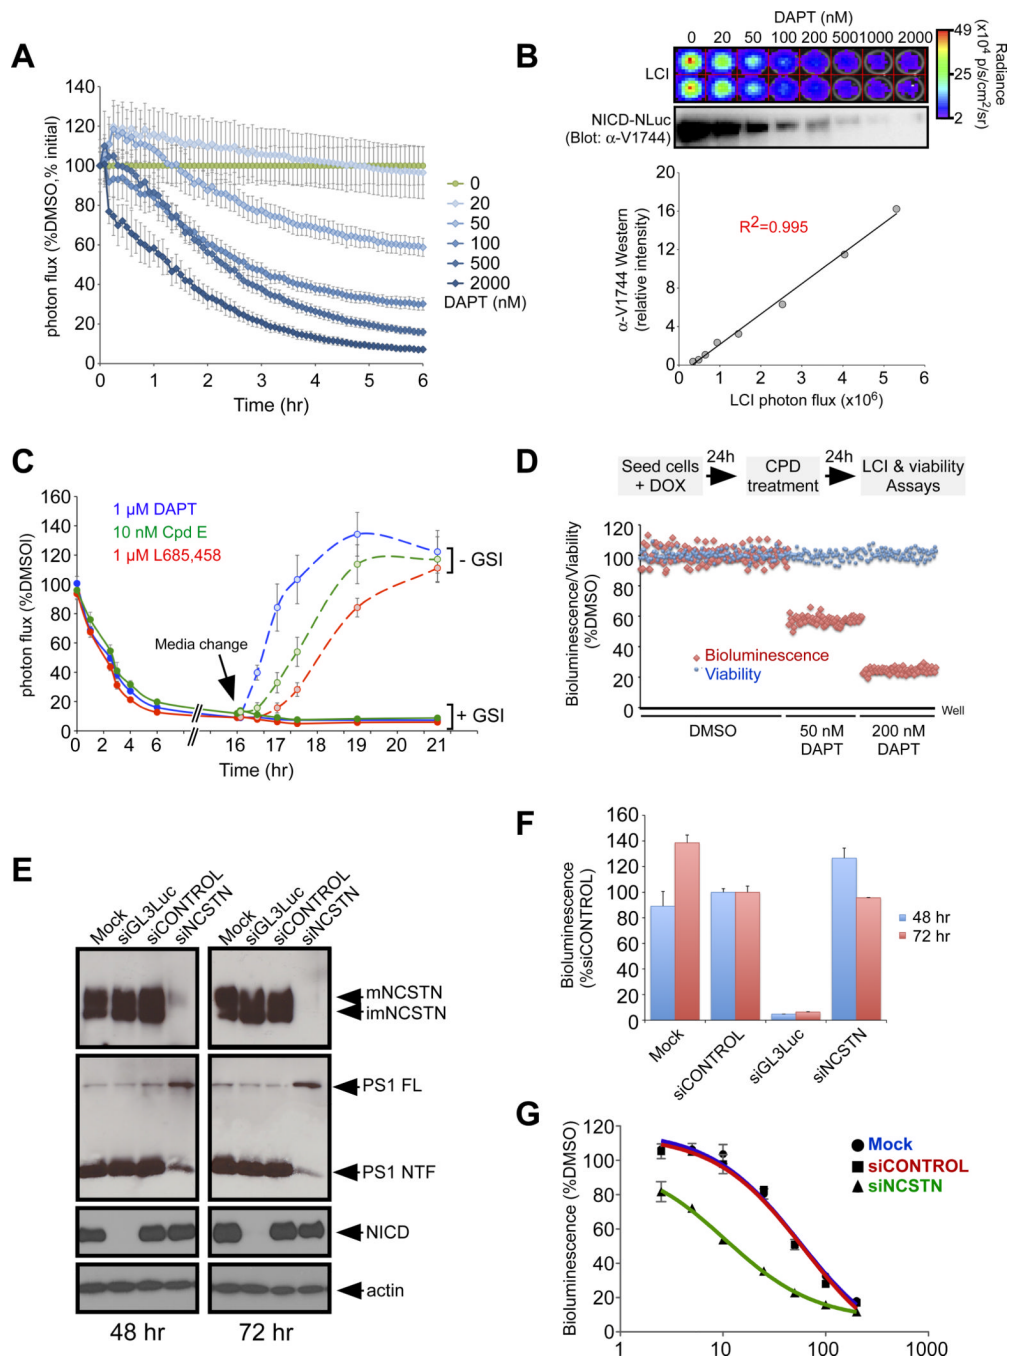 A
photon flux (%DMSO,% initial)
140
120
100
80
60
40
20
0
0 1 2 3 4 5 6
Time (hr)
0
20
50
100
500
2000
DAPT (nM)
B
DAPT (nM)
0 20 50 100 200 500 1000 2000
LCI
NICD-NLuc
(Blot: α-V1744)
49
25
2
Radiance
(x10⁴ p/s/cm²/sr)
α-V1744 Western
(relative intensity)
20
16
12
8
4
0
R²=0.995
0 1 2 3 4 5 6
LCI photon flux (x10⁶)
C
photon flux (%DMSOI)
160
140
120
100
80
60
40
20
0
1 µM DAPT
10 nM Cpd E
1 µM L685,458
Media change
- GSI
+ GSI
0 2 4 6 16 17 19 20 21
Time (hr)
D
Seed cells
+ DOX
24h
CPD
treatment
24h
LCI & viability
Assays
Bioluminescence/Viability
(%DMSO)
120
100
80
60
40
20
0
Bioluminescence
Viability
Well
DMSO
50 nM
DAPT
200 nM
DAPT
E
Mock
siGL3Luc
siCONTROL
siNCSTN
Mock
siGL3Luc
siCONTROL
siNCSTN
mNCSTN
imNCSTN
PS1 FL
PS1 NTF
NICD
actin
48 hr
72 hr
F
Bioluminescence
(%siCONTROL)
160
140
120
100
80
60
40
20
0
48 hr
72 hr
Mock
siCONTROL
siGL3Luc
siNCSTN
G
Bioluminescence (%DMSO)
120
100
80
60
40
20
0
Mock
siCONTROL
siNCSTN
1 10 100 1000